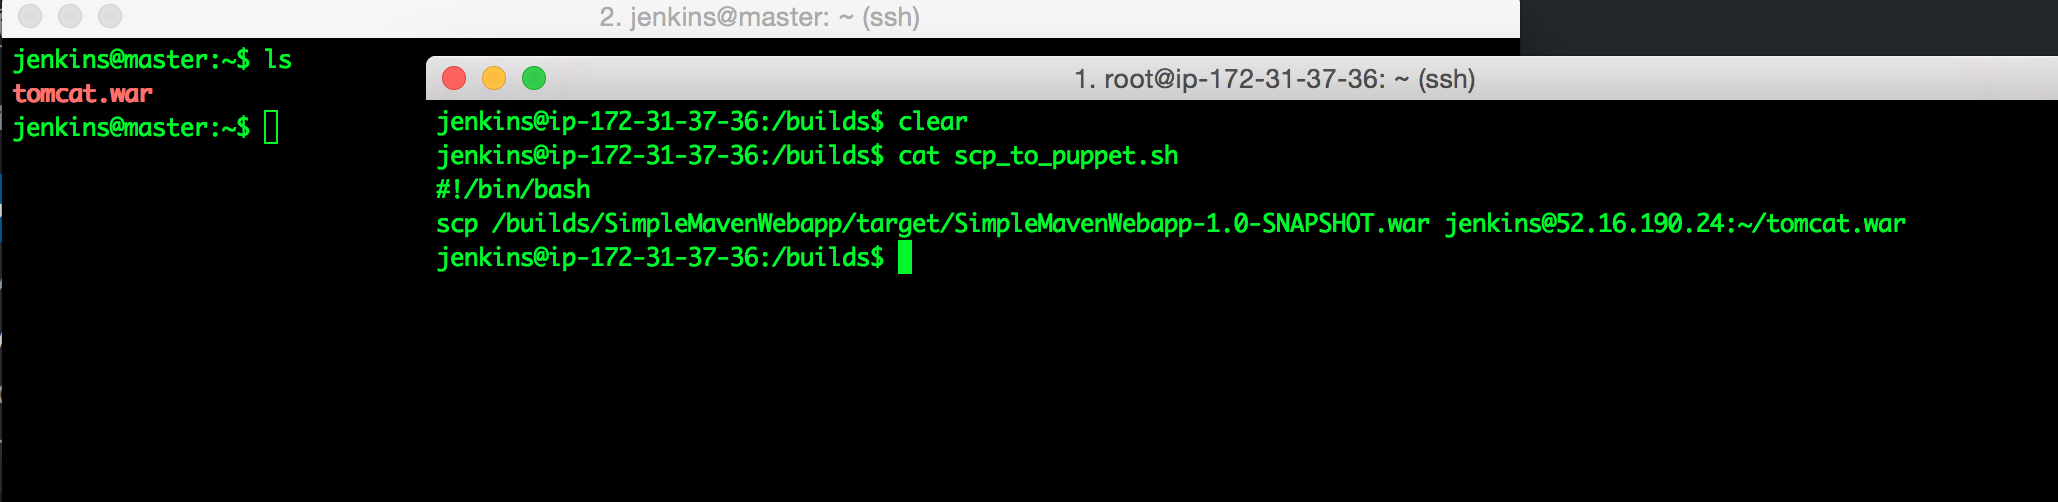 2. jenkins@master: ~ (ssh)
jenkins@master:~$ ls
tomcat.war
jenkins@master:~$
1. root@ip-172-31-37-36: ~ (ssh)
jenkins@ip-172-31-37-36:/builds$ clear
jenkins@ip-172-31-37-36:/builds$ cat scp_to_puppet.sh
#!/bin/bash
scp /builds/SimpleMavenWebapp/target/SimpleMavenWebapp-1.0-SNAPSHOT.war jenkins@52.16.190.24:~/tomcat.war
jenkins@ip-172-31-37-36:/builds$